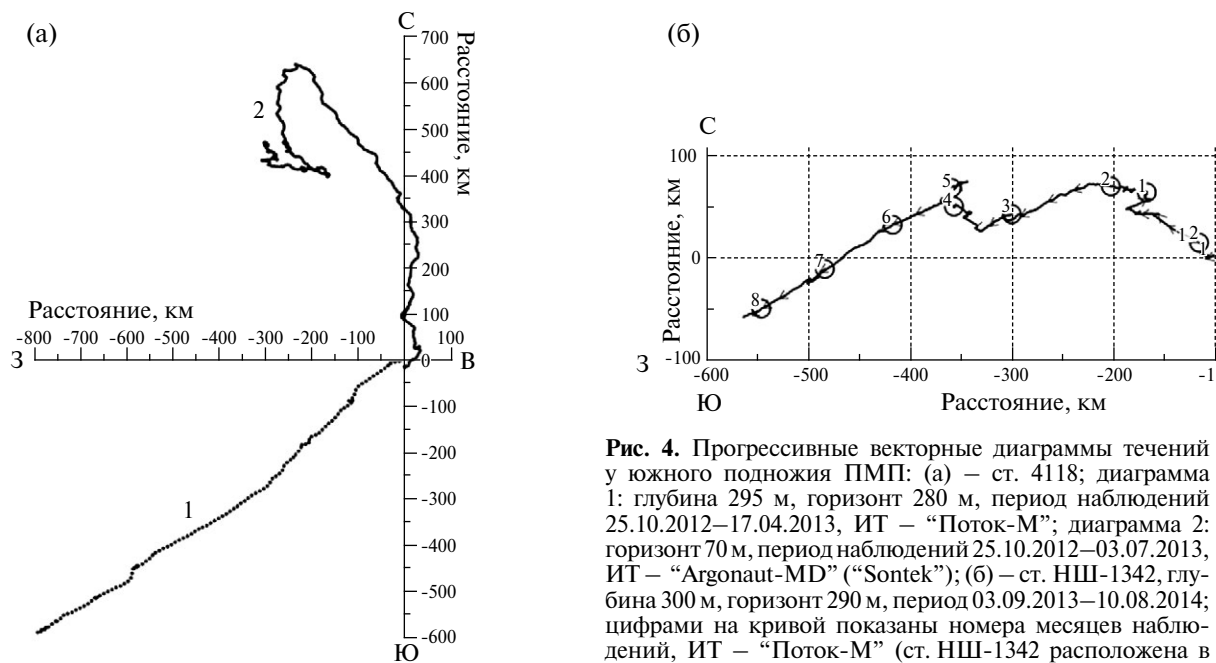 (а)
С
700
600
500
400
300
200
100
0
-100
-200
-300
-400
-500
-600
Ю
Расстояние, км
2
Расстояние, км
-800 -700 -600 -500 -400 -300 -200 -100 0 100
З
В
1
(б)
С
100
0
-100
Расстояние, км
5
4
6
7
8
3
2
1
1
2
1
З
-600 -500 -400 -300 -200 -1
Ю
Расстояние, км
Рис. 4. Прогрессивные векторные диаграммы течений
у южного подножия ПМП: (а) – ст. 4118; диаграмма
1: глубина 295 м, горизонт 280 м, период наблюдений
25.10.2012–17.04.2013, ИТ – “Поток-М”; диаграмма 2:
горизонт 70 м, период наблюдений 25.10.2012–03.07.2013,
ИТ – “Argonaut-MD” (“Sontek”); (б) – ст. НШ-1342, глу-
бина 300 м, горизонт 290 м, период 03.09.2013–10.08.2014;
цифрами на кривой показаны номера месяцев наблю-
дений, ИТ – “Поток-М” (ст. НШ-1342 расположена в